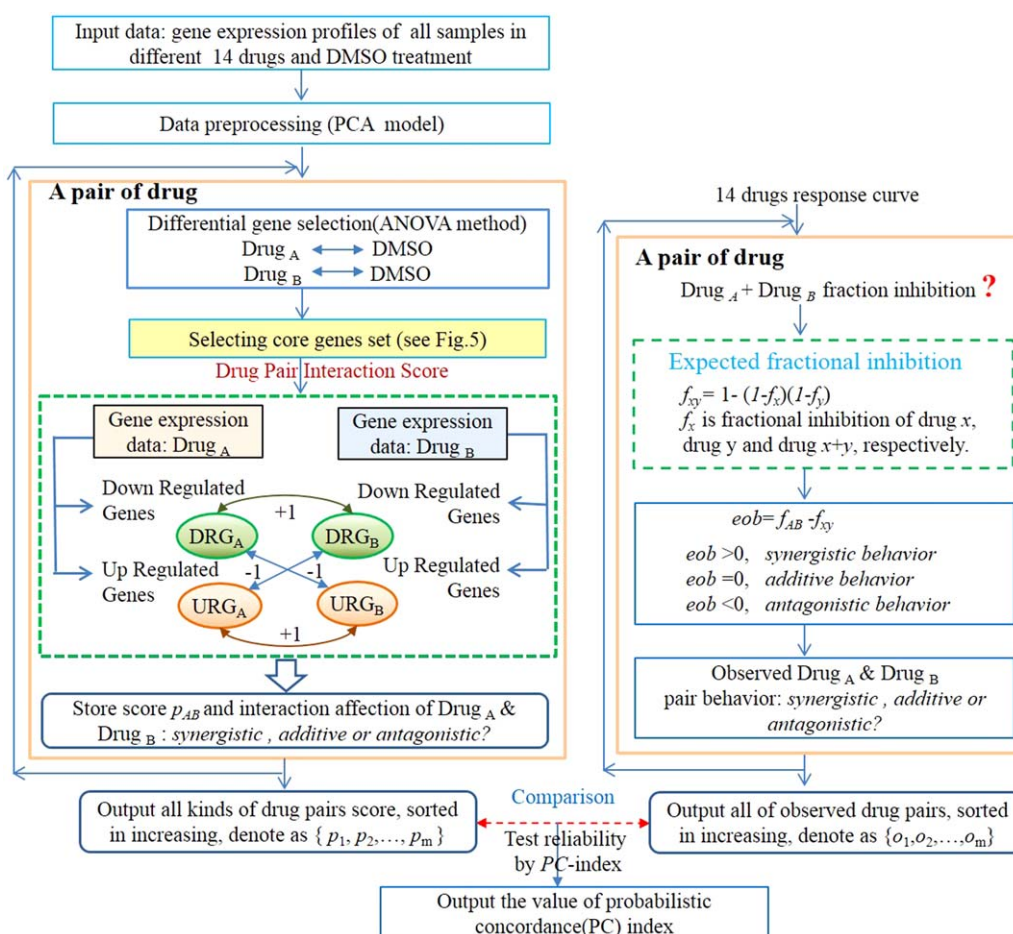 Input data: gene expression profiles of all samples in
different 14 drugs and DMSO treatment
Data preprocessing (PCA model)
A pair of drug
Differential gene selection(ANOVA method)
Drug A DMSO
Drug B DMSO
Selecting core genes set (see Fig.5)
Drug Pair Interaction Score
Gene expression
data: Drug A
Gene expression
data: Drug B
Down Regulated
Genes
+1
Down Regulated
Genes
DRGA
DRGB
Up Regulated
Genes
-1
-1
Up Regulated
Genes
URGA
URGB
+1
Store score pAB and interaction affection of Drug A &
Drug B : synergistic , additive or antagonistic?
Output all kinds of drug pairs score, sorted
in increasing, denote as { p1, p2,…, pm }
14 drugs response curve
A pair of drug
Drug A + Drug B fraction inhibition ?
Expected fractional inhibition
fxy= 1- (1-fx)(1-fy)
fx is fractional inhibition of drug x,
drug y and drug x+y, respectively.
eob=fAB -fxy
eob >0, synergistic behavior
eob =0, additive behavior
eob <0, antagonistic behavior
Observed Drug A & Drug B
pair behavior: synergistic , additive or
antagonistic?
Output all of observed drug pairs, sorted
in increasing, denote as {o1,o2,…,om}
Comparison
Test reliability
by PC-index
Output the value of probabilistic
concordance(PC) index